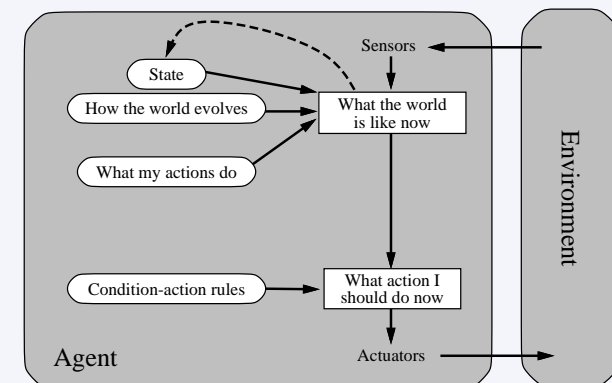 Sensors
State
How the world evolves
What the world
is like now
What my actions do
Environment
Condition-action rules
What action I
should do now
Agent
Actuators